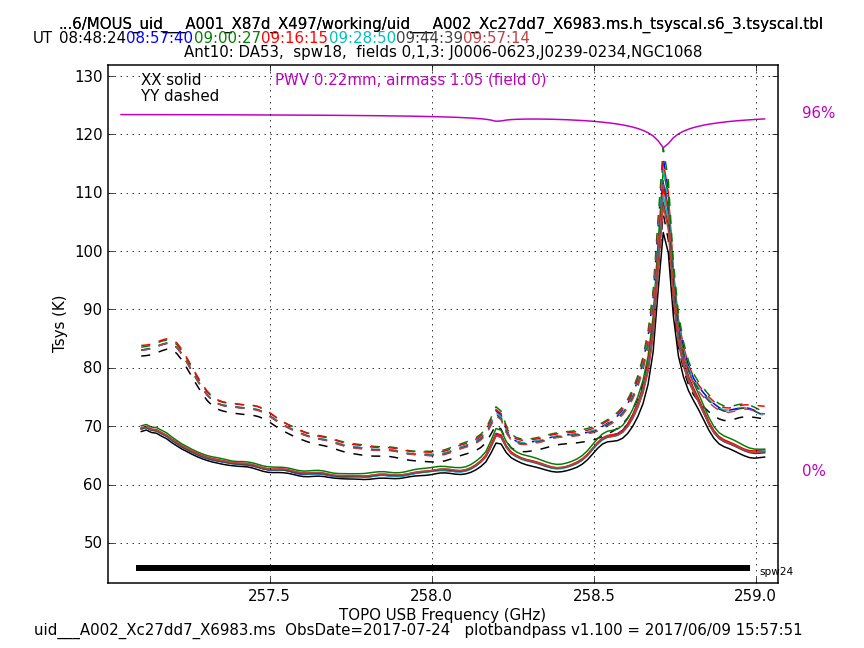 ...6/MOUS_uid___A001_X87d_X497/working/uid___A002_Xc27dd7_X6983.ms.h_tsyscal.s6_3.tsyscal.tbl
UT 08:48:24 08:57:40 09:00:27 09:16:15 09:28:50 09:44:39 09:57:14
Ant10: DA53,  spw18,  fields 0,1,3: J0006-0623,J0239-0234,NGC1068
XX solid
PWV 0.22mm, airmass 1.05 (field 0)
YY dashed
96%
0%
130
120
110
100
90
80
70
60
50
Tsys (K)
spw24
257.5
258.0
258.5
259.0
TOPO USB Frequency (GHz)
uid___A002_Xc27dd7_X6983.ms  ObsDate=2017-07-24   plotbandpass v1.100 = 2017/06/09 15:57:51